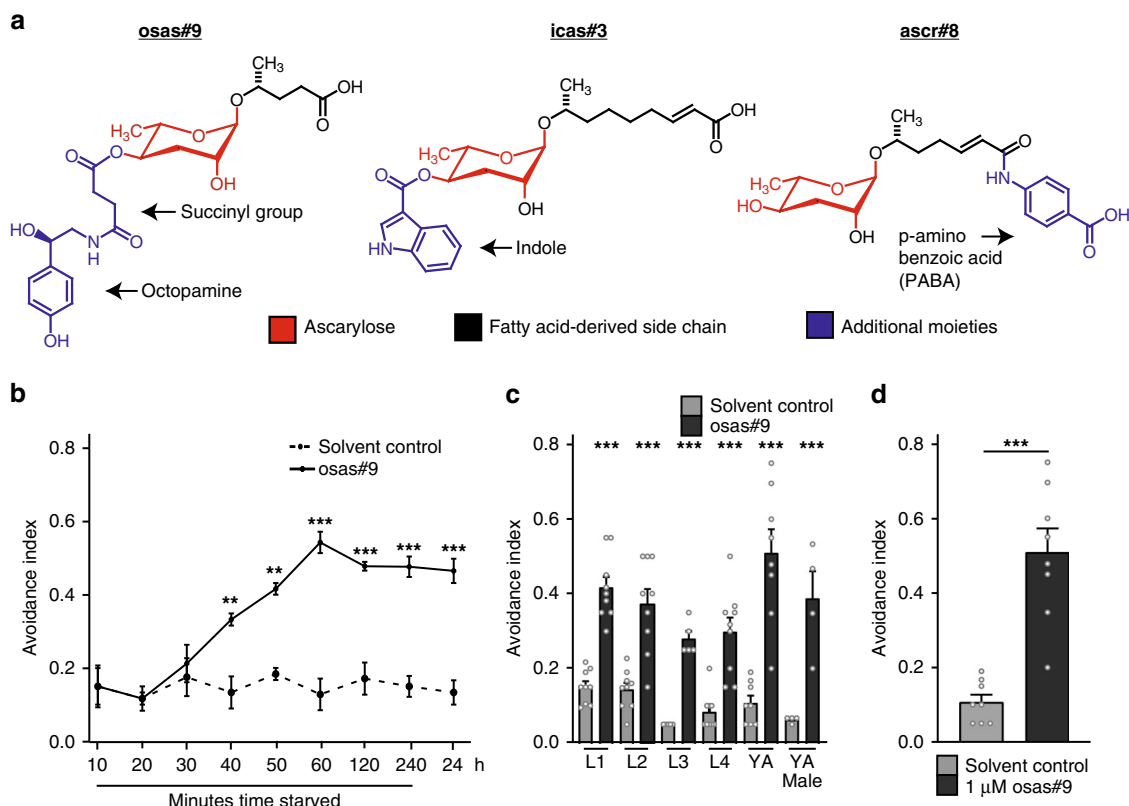 a
osas#9
icas#3
ascr#8
CH3
O
OH
O
H3C
O
O
O
OH
Succinyl group
HO
N
H
O
Octopamine
OH
CH3
O
OH
O
H3C
O
O
O
OH
HN
Indole
CH3
O
O
H3C
O
HO
OH
HN
OH
O
p-amino
benzoic acid
(PABA)
Ascarylose
Fatty acid-derived side chain
Additional moieties
b
Solvent control
osas#9
Avoidance index
0.8
0.6
0.4
0.2
0.0
** ** *** *** *** ***
10 20 30 40 50 60 120 240 24 h
Minutes time starved
c
Solvent control
osas#9
Avoidance index
0.8
0.6
0.4
0.2
0.0
*** *** *** *** *** ***
L1 L2 L3 L4 YA YA
Male
d
Avoidance index
0.8
0.6
0.4
0.2
0.0
***
Solvent control
1 µM osas#9